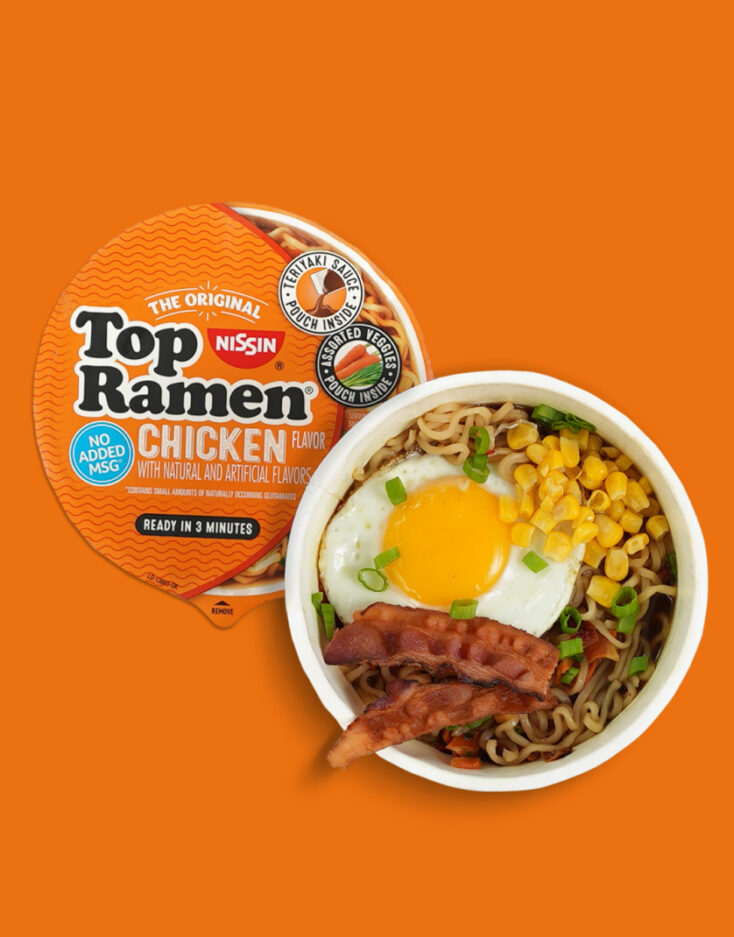 THE ORIGINAL
Top
NISSIN®
Ramen®
TERIYAKI SAUCE
• POUCH INSIDE •
ASSORTED VEGGIES
• POUCH INSIDE •
NO
ADDED
MSG*
CHICKEN FLAVOR
WITH NATURAL AND ARTIFICIAL FLAVORS
*CONTAINS SMALL AMOUNTS OF NATURALLY OCCURRING GLUTAMATES
READY IN 3 MINUTES
REMOVE